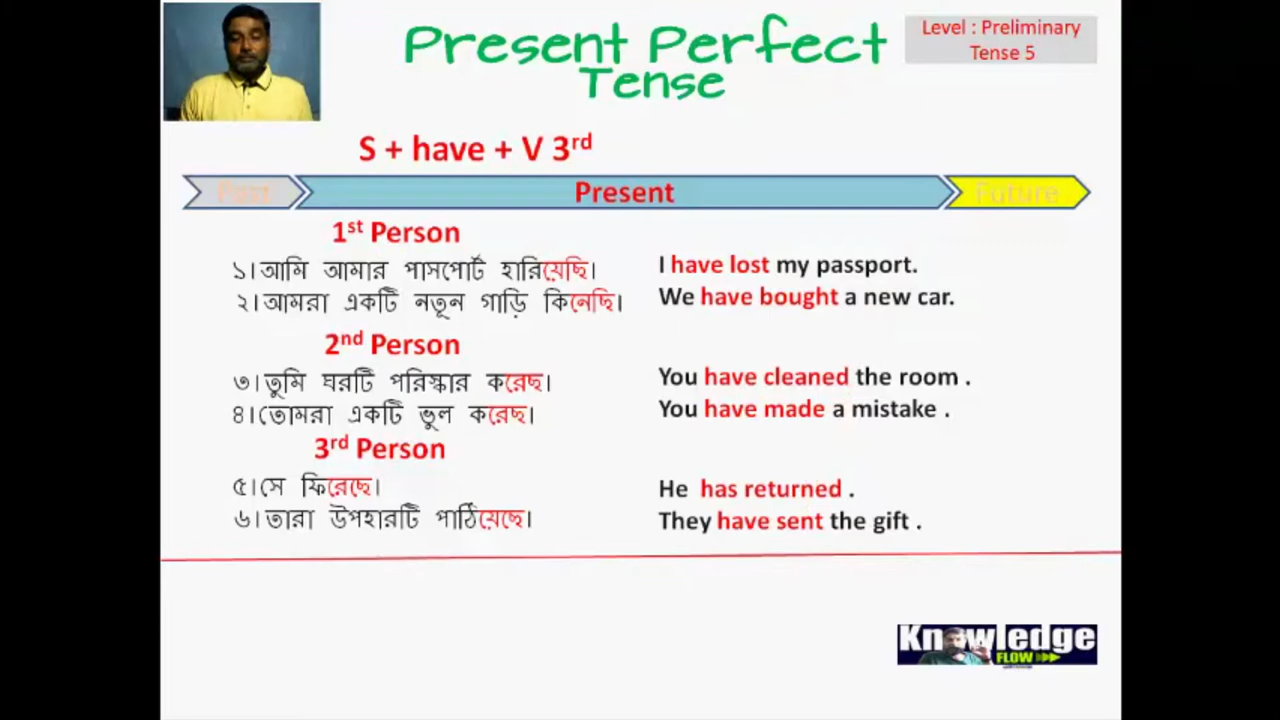 Present Perfect
Tense
Level : Preliminary
Tense 5
S + have + V 3rd
Past
Present
Future
1st Person
১। আমি আমার পাসপোর্ট হারিয়েছি।
I have lost my passport.
২। আমরা একটি নতূন গাড়ি কিনেছি।
We have bought a new car.
2nd Person
৩। তুমি ঘরটি পরিস্কার করেছ।
You have cleaned the room .
৪। তোমরা একটি ভুল করেছ।
You have made a mistake .
3rd Person
৫। সে ফিরেছে।
He has returned .
৬। তারা উপহারটি পাঠিয়েছে।
They have sent the gift .
Knowledge
FLOW